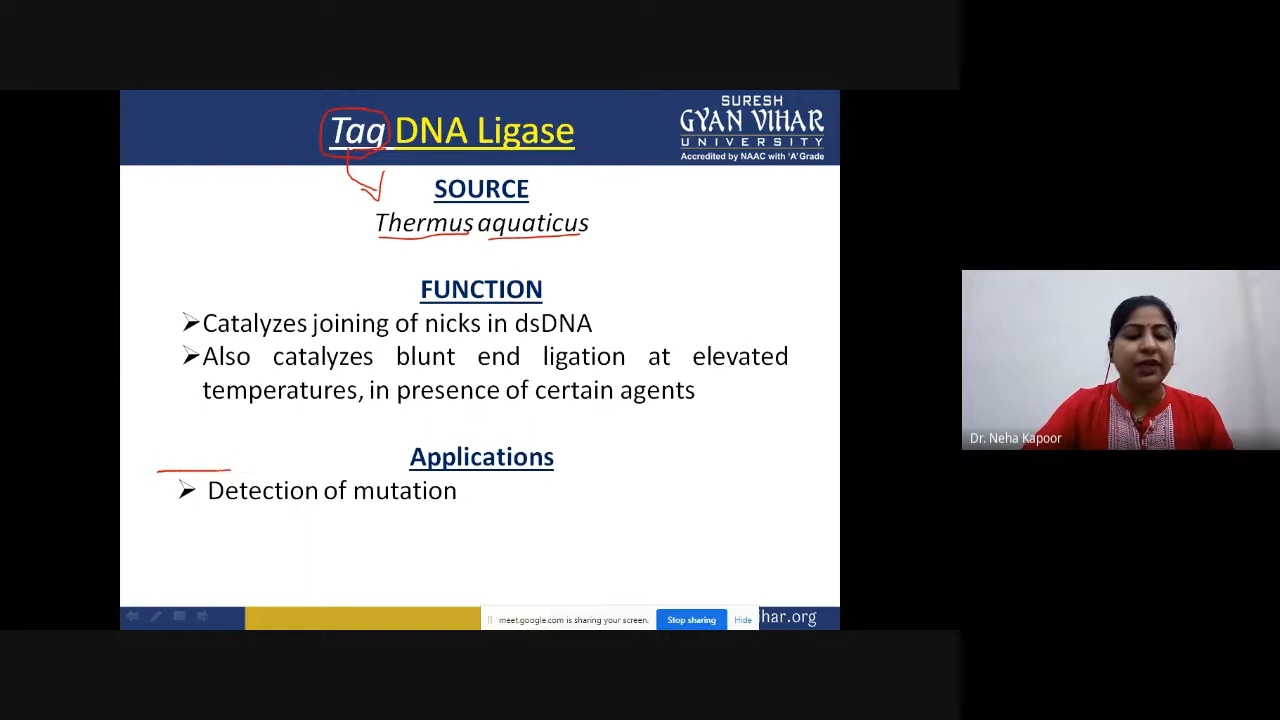 Taq DNA Ligase
SURESH
GYAN VIHAR
UNIVERSITY
Accredited by NAAC with 'A' Grade
SOURCE
Thermus aquaticus
FUNCTION
➢Catalyzes joining of nicks in dsDNA
➢Also catalyzes blunt end ligation at elevated
temperatures, in presence of certain agents
Applications
➢ Detection of mutation
Dr. Neha Kapoor
meet.google.com is sharing your screen.
Stop sharing
Hide
har.org